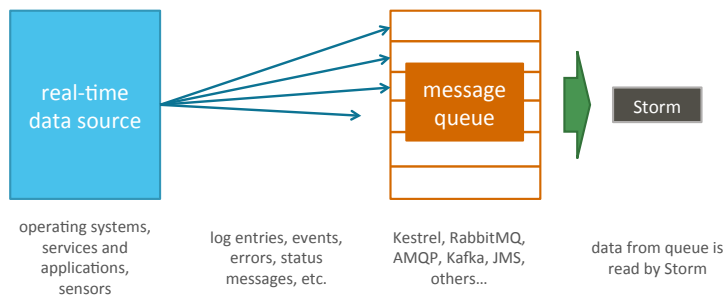 real-time
data source
message
queue
Storm
operating systems,
services and
applications,
sensors
log entries, events,
errors, status
messages, etc.
Kestrel, RabbitMQ,
AMQP, Kafka, JMS,
others…
data from queue is
read by Storm